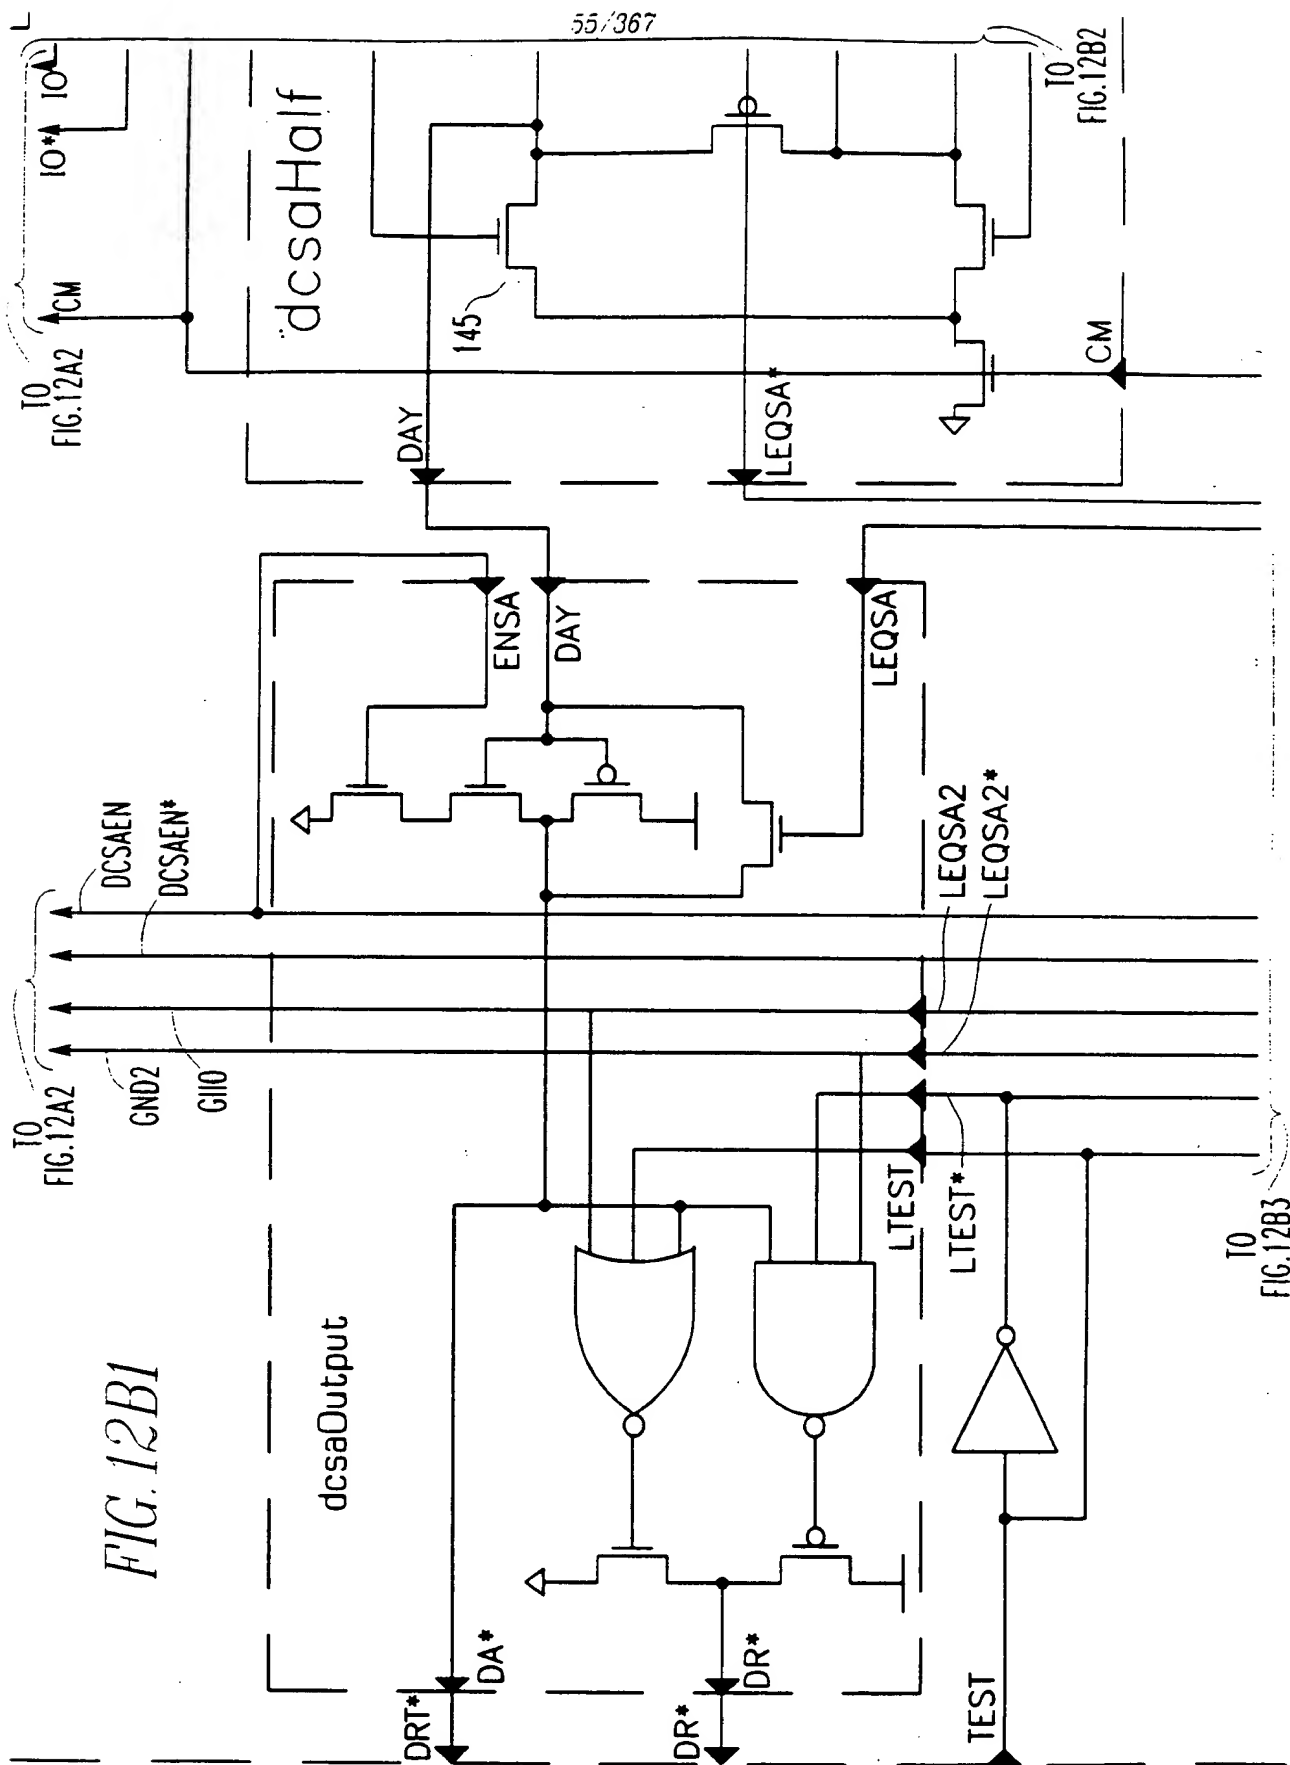 55/367
L
IO
IO*
CM
TO
FIG.12A2
TO
FIG.12B2
dcsaHalf
145
DAY
LEQSA*
CM
ENSA
DAY
LEQSA
DCSAEN
DCSAEN*
LEQSA2
LEQSA2*
TO
FIG.12A2
GND2
GIIO
LTEST
LTEST*
TO
FIG.12B3
FIG. 12B1
dcsaOutput
DA*
DRT*
DR*
DR*
TEST